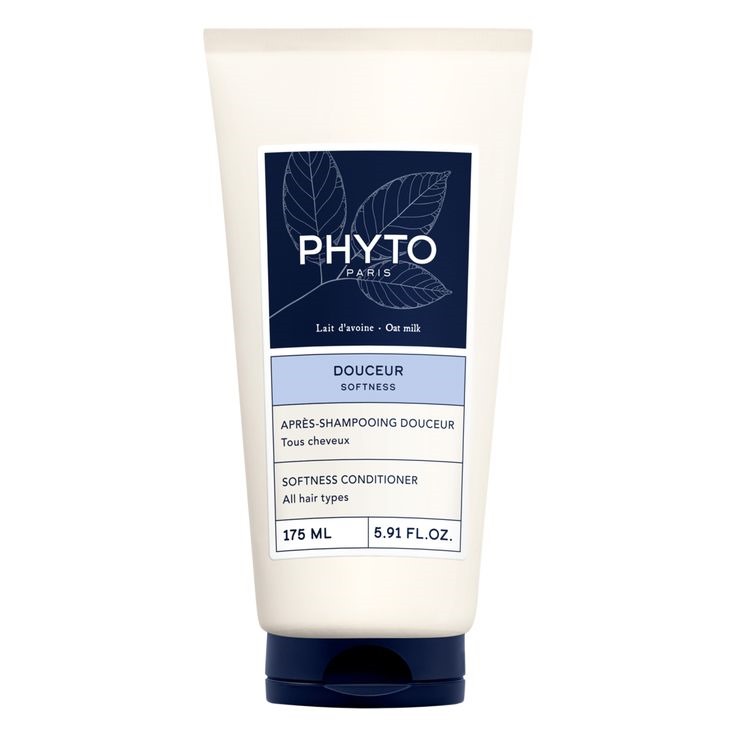 PHYTO
PARIS
Lait d'avoine • Oat milk
DOUCEUR
SOFTNESS
APRÈS-SHAMPOOING DOUCEUR
Tous cheveux
SOFTNESS CONDITIONER
All hair types
175 ML
5.91 FL.OZ.